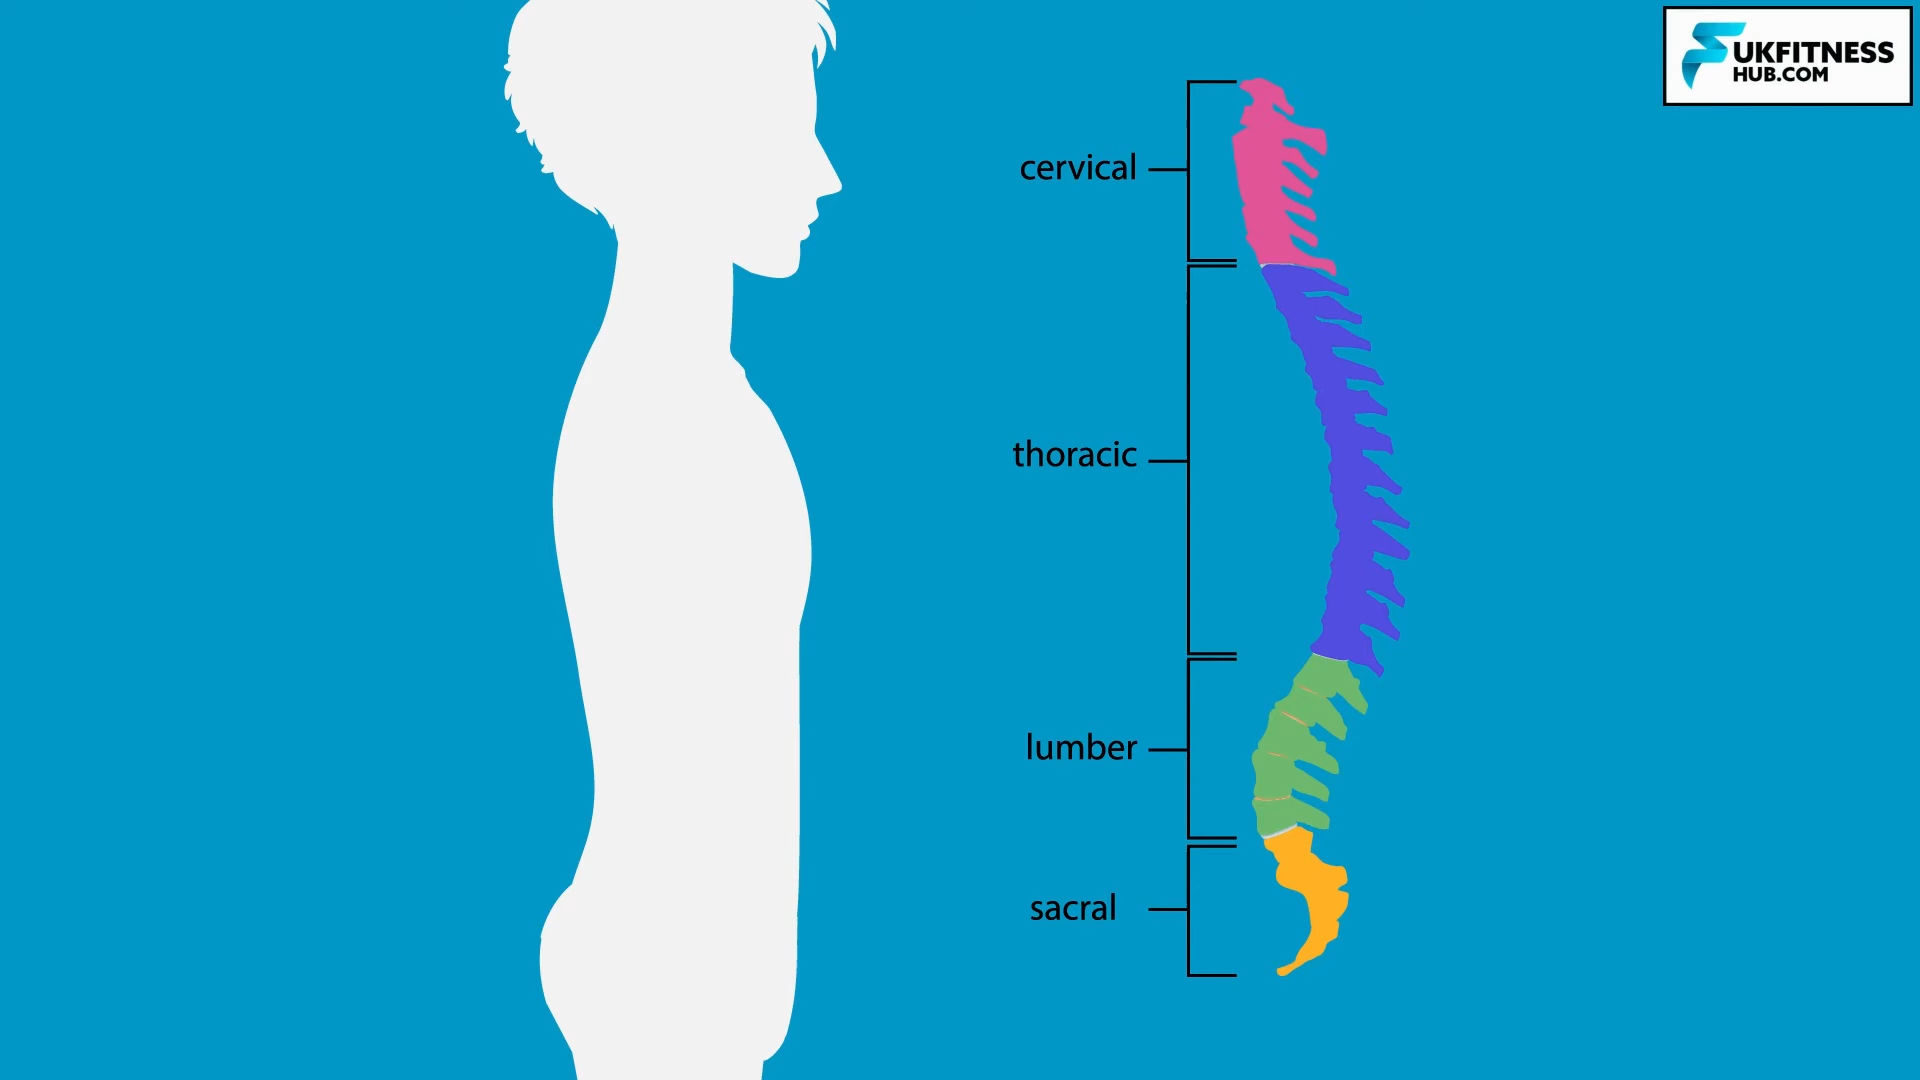 UKFITNESS
HUB.COM
cervical
thoracic
lumber
sacral